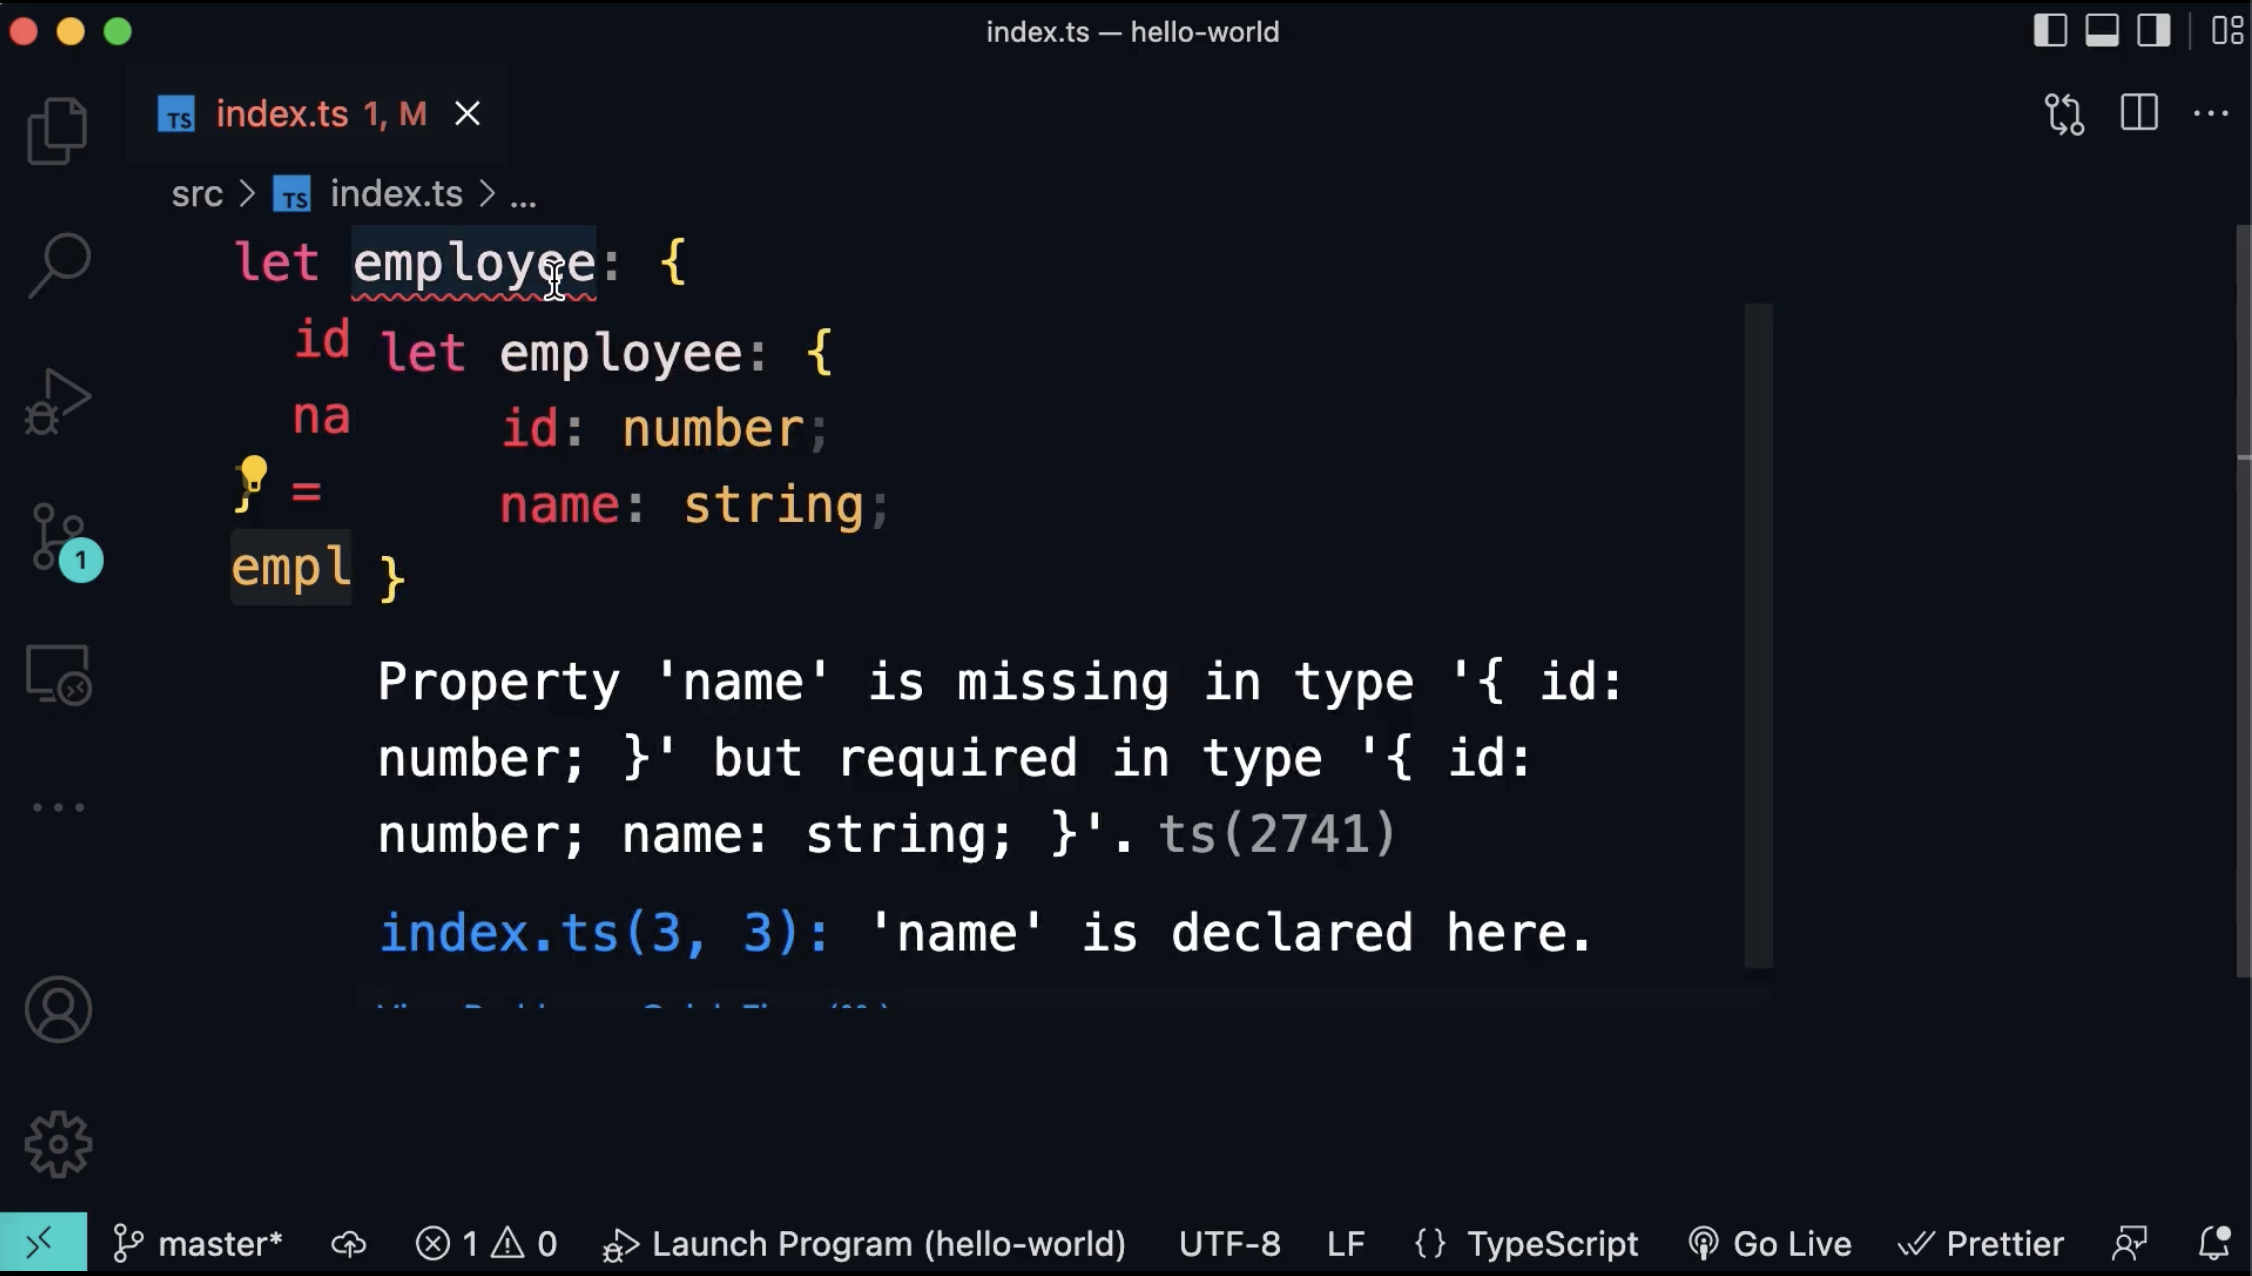 index.ts — hello-world
TS index.ts 1, M
src > TS index.ts > ...
let employee: {
id
na
} =
empl
let employee: {
id: number;
name: string;
}
Property 'name' is missing in type '{ id:
number; }' but required in type '{ id:
number; name: string; }'. ts(2741)
index.ts(3, 3): 'name' is declared here.
1
master* 1 0 Launch Program (hello-world) UTF-8 LF {} TypeScript Go Live Prettier